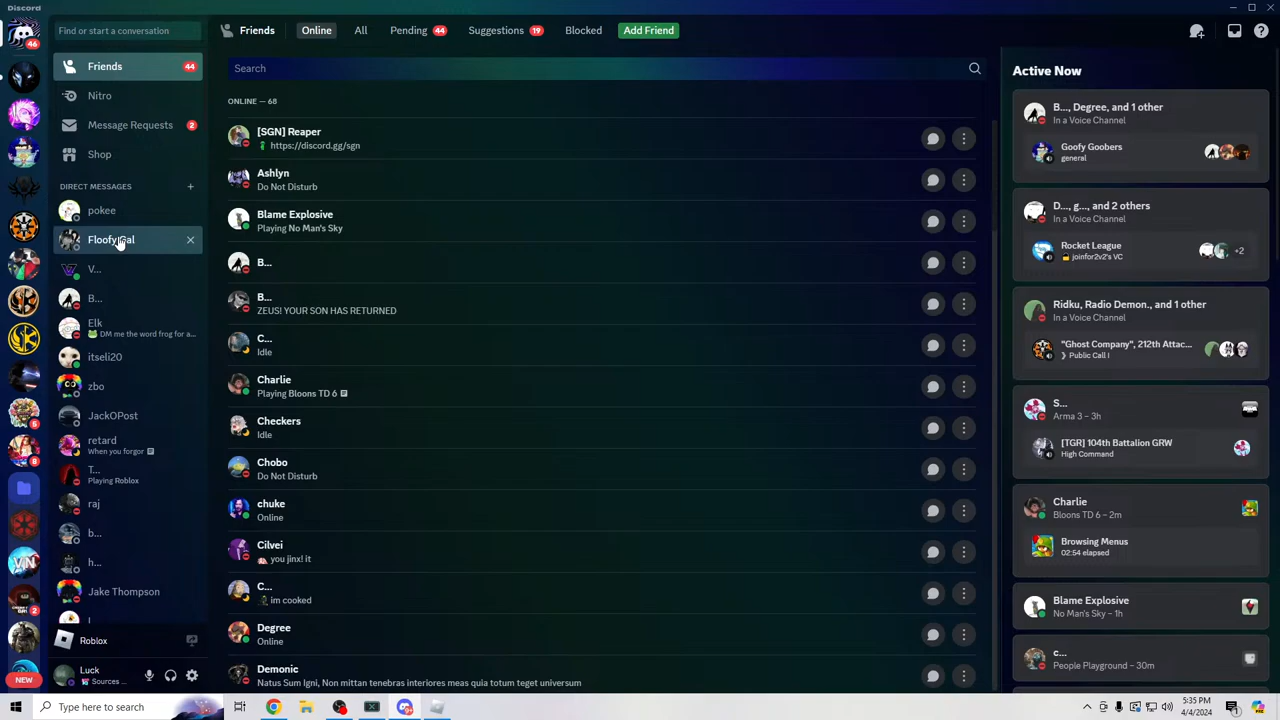 Discord
46
Find or start a conversation
Friends
Online
All
Pending 44
Suggestions 19
Blocked
Add Friend
Friends 44
Nitro
Message Requests 2
Shop
DIRECT MESSAGES
pokee
V...
B...
Elk
DM me the word frog for a...
itseli20
zbo
JackOPost
retard
When you forgor
T...
Playing Roblox
raj
b...
h...
Jake Thompson
Roblox
Luck
Sources ...
5
8
2
NEW
Search
ONLINE — 68
[SGN] Reaper
https://discord.gg/sgn
Ashlyn
Do Not Disturb
Blame Explosive
Playing No Man's Sky
B...
B...
ZEUS! YOUR SON HAS RETURNED
C...
Idle
Charlie
Playing Bloons TD 6
Checkers
Idle
Chobo
Do Not Disturb
chuke
Online
Cilvei
you jinx! it
C...
im cooked
Degree
Online
Demonic
Natus Sum Igni, Non mittan tenebras interiores meas quia totum teget universum
Active Now
B..., Degree, and 1 other
In a Voice Channel
Goofy Goobers
general
D..., g..., and 2 others
In a Voice Channel
Rocket League
joinfor2v2's VC
+2
Ridku, Radio Demon., and 1 other
In a Voice Channel
"Ghost Company", 212th Attac...
Public Call I
S...
Arma 3 – 3h
[TGR] 104th Battalion GRW
High Command
Charlie
Bloons TD 6 – 2m
Browsing Menus
02:54 elapsed
Blame Explosive
No Man's Sky – 1h
c...
People Playground – 30m
Type here to search
5:35 PM
4/4/2024